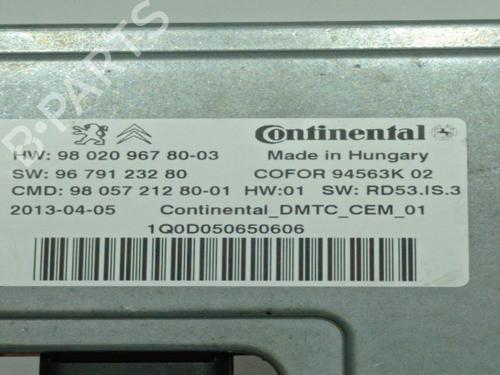 B-PARTS
Continental
HW: 98 020 967 80-03 Made in Hungary
SW: 96 791 232 80 COFOR 94563K 02
CMD: 98 057 212 80-01 HW:01 SW: RD53.IS.3
2013-04-05 Continental_DMTC_CEM_01
1Q0D050650606